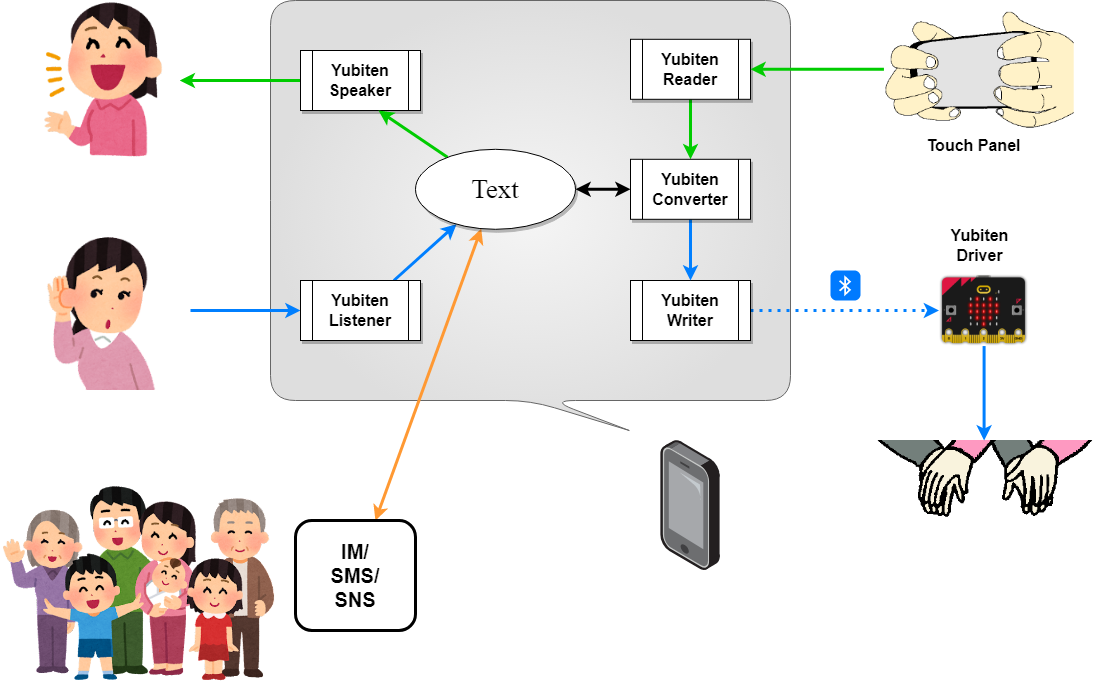 Yubiten
Speaker
Yubiten
Reader
Touch Panel
Text
Yubiten
Converter
Yubiten
Driver
Yubiten
Listener
Yubiten
Writer
IM/
SMS/
SNS